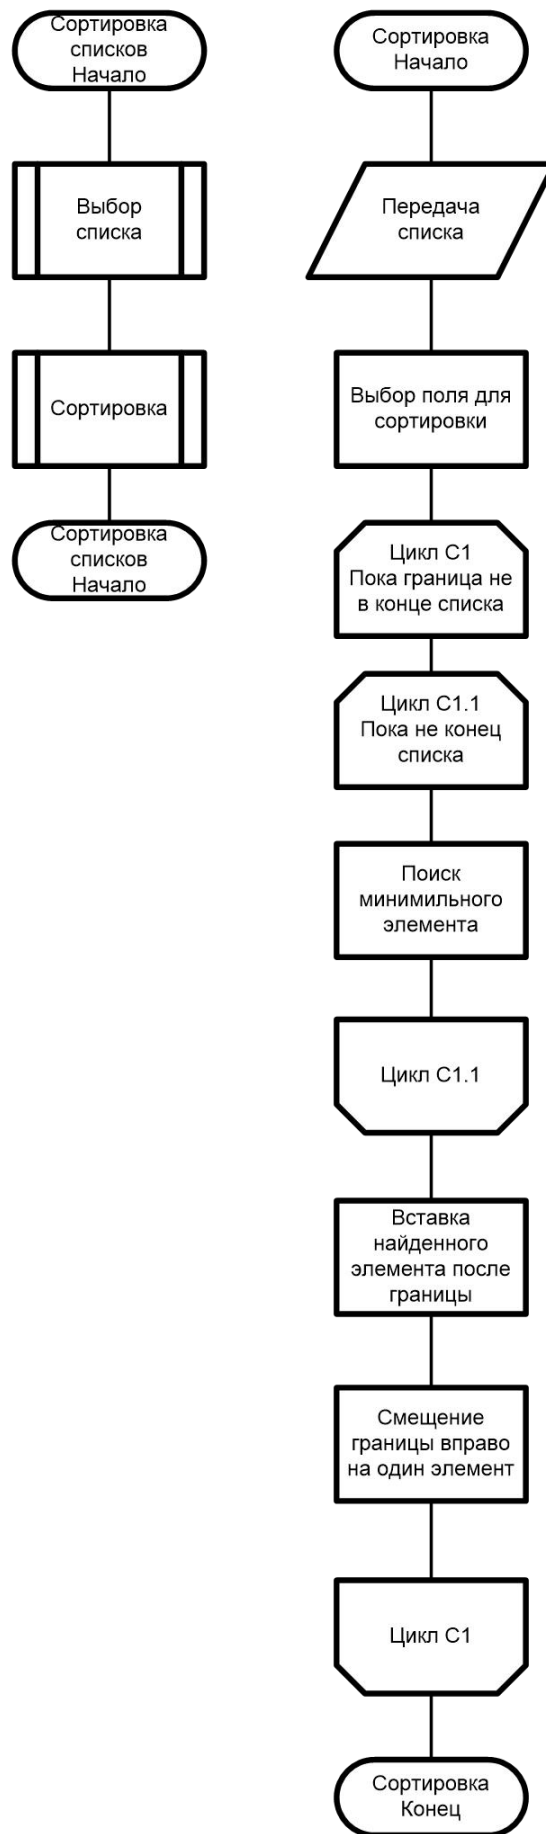 Сортировка
списков
Начало
Выбор
списка
Сортировка
Сортировка
списков
Начало
Сортировка
Начало
Передача
списка
Выбор поля для
сортировки
Цикл С1
Пока граница не
в конце списка
Цикл С1.1
Пока не конец
списка
Поиск
минимильного
элемента
Цикл С1.1
Вставка
найденного
элемента после
границы
Смещение
границы вправо
на один элемент
Цикл С1
Сортировка
Конец